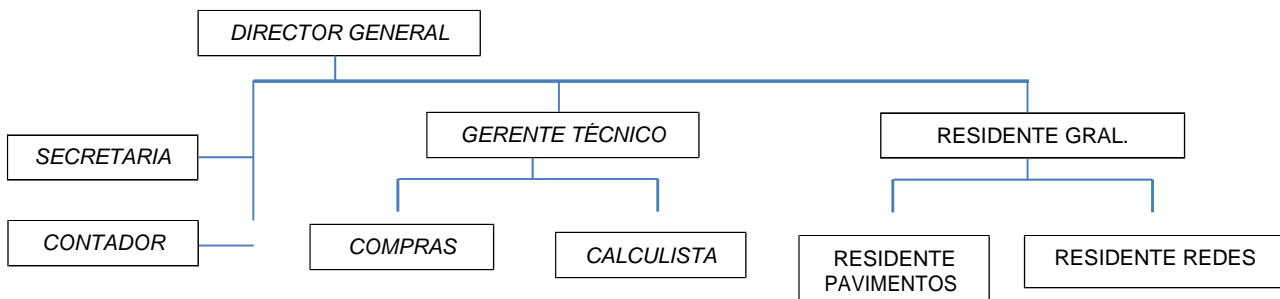 DIRECTOR GENERAL
GERENTE TÉCNICO
RESIDENTE GRAL.
SECRETARIA
CONTADOR
COMPRAS
CALCULISTA
RESIDENTE
PAVIMENTOS
RESIDENTE REDES